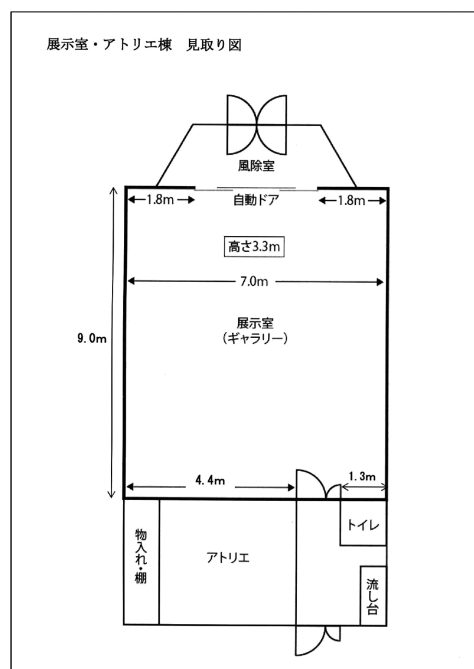 展示室・アトリエ棟 見取り図
風除室
1.8m
自動ドア
1.8m
高さ3.3m
7.0m
展示室
(ギャラリー)
9.0m
4.4m
1.3m
トイレ
物入れ・棚
アトリエ
流し台